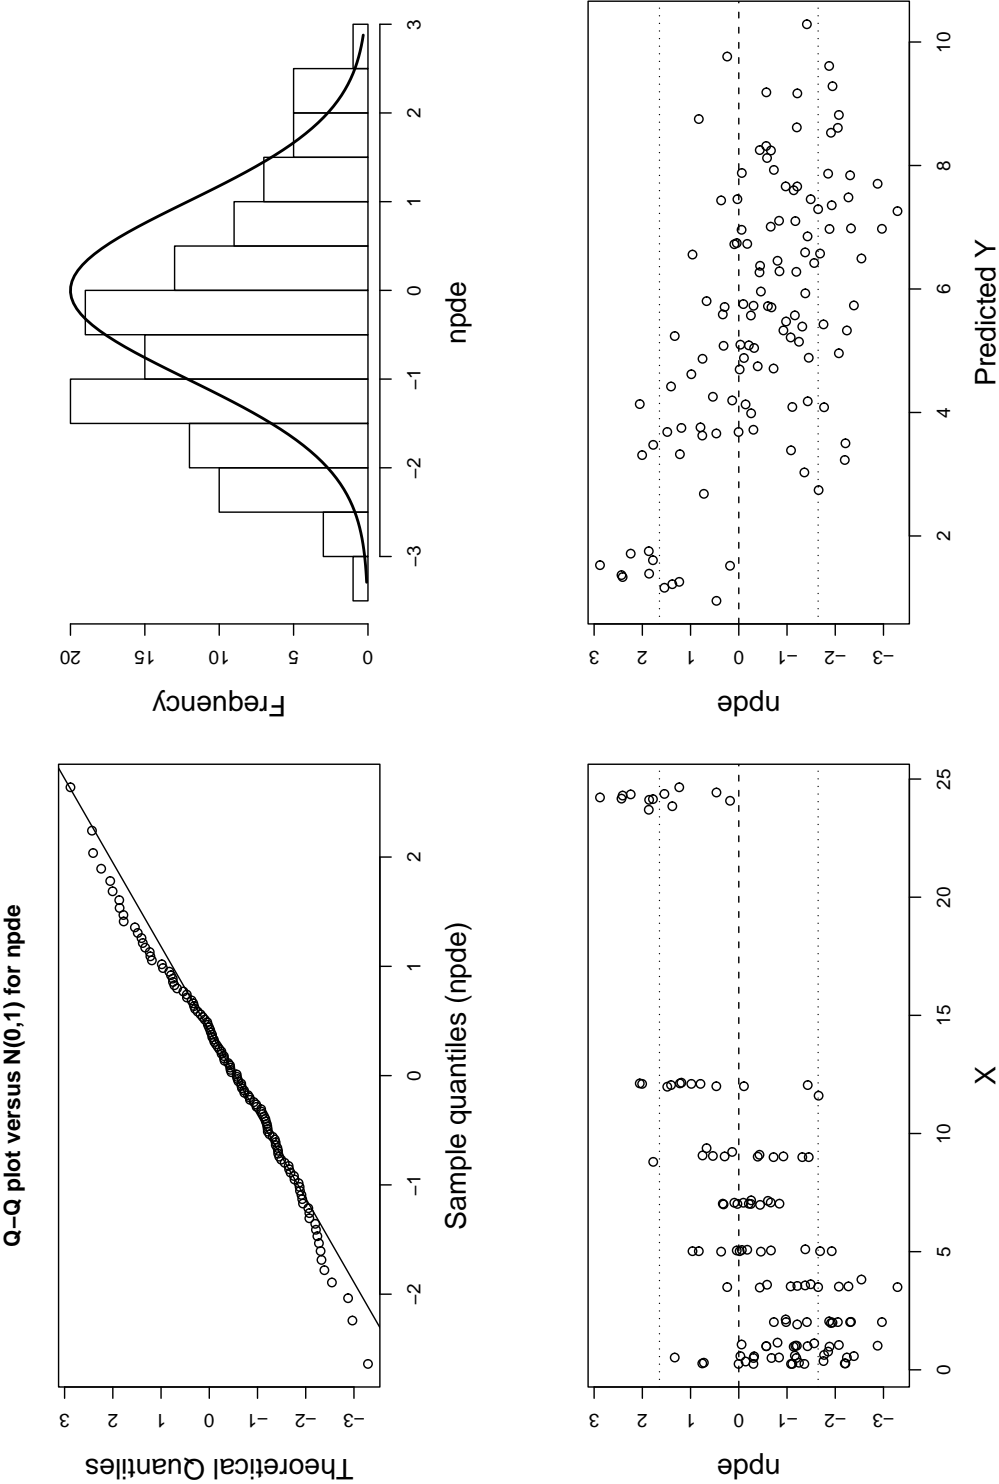 Q−Q plot versus N(0,1) for npde
3 2 1 0 −1 −2 −3
Theoretical Quantiles
−2 −1 0 1 2
Sample quantiles (npde)
20 15 10 5 0
Frequency
−3 −2 −1 0 1 2 3
npde
3 2 1 0 −1 −2 −3
npde
0 5 10 15 20 25
X
3 2 1 0 −1 −2 −3
npde
2 4 6 8 10
Predicted Y